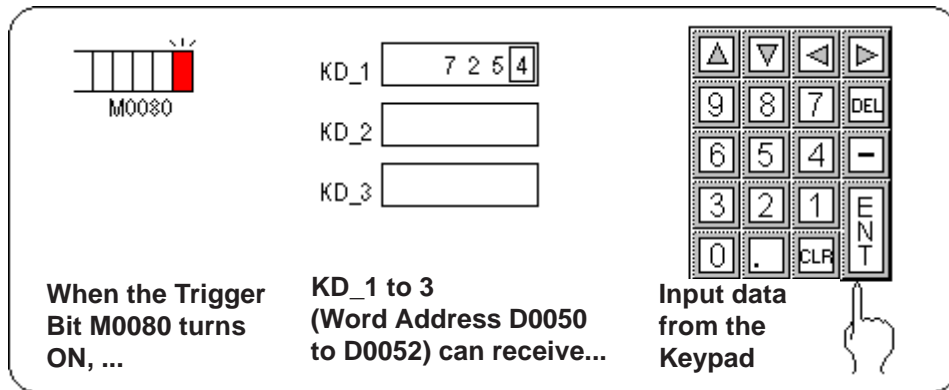 M0080
KD_1 7 2 5 4
KD_2
KD_3
9 8 7 DEL
6 5 4 −
3 2 1 ENT
0 . CLR
When the Trigger
Bit M0080 turns
ON, ...
KD_1 to 3
(Word Address D0050
to D0052) can receive...
Input data
from the
Keypad